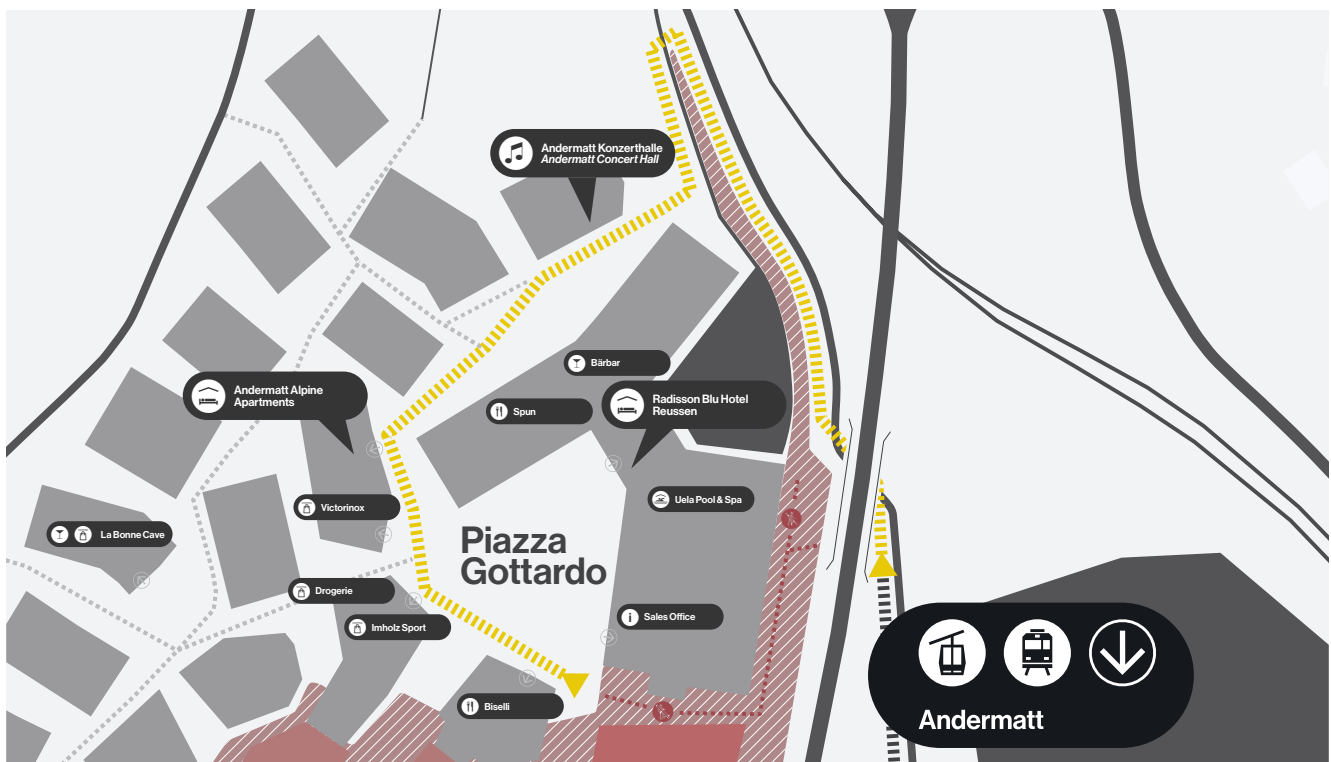 Andermatt Konzerthalle
Andermatt Concert Hall
Bärbar
Andermatt Alpine
Apartments
Radisson Blu Hotel
Reussen
Spun
Uela Pool & Spa
Victorinox
La Bonne Cave
Piazza
Gottardo
Drogerie
Sales Office
Imholz Sport
Biselli
Andermatt